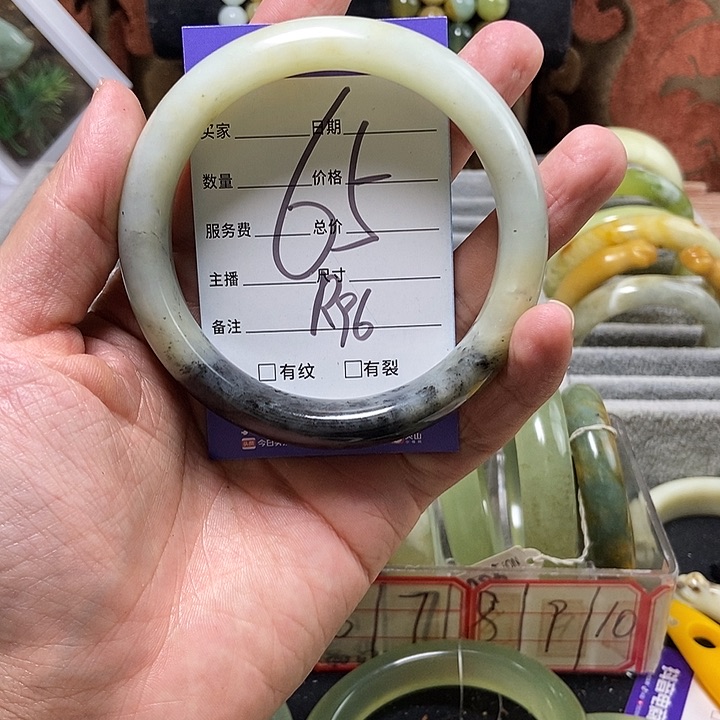 买家 日期
65
数量 价格
服务费 总价
主播 尺寸
R96
备注
□有纹 □有裂
7 8 9 10